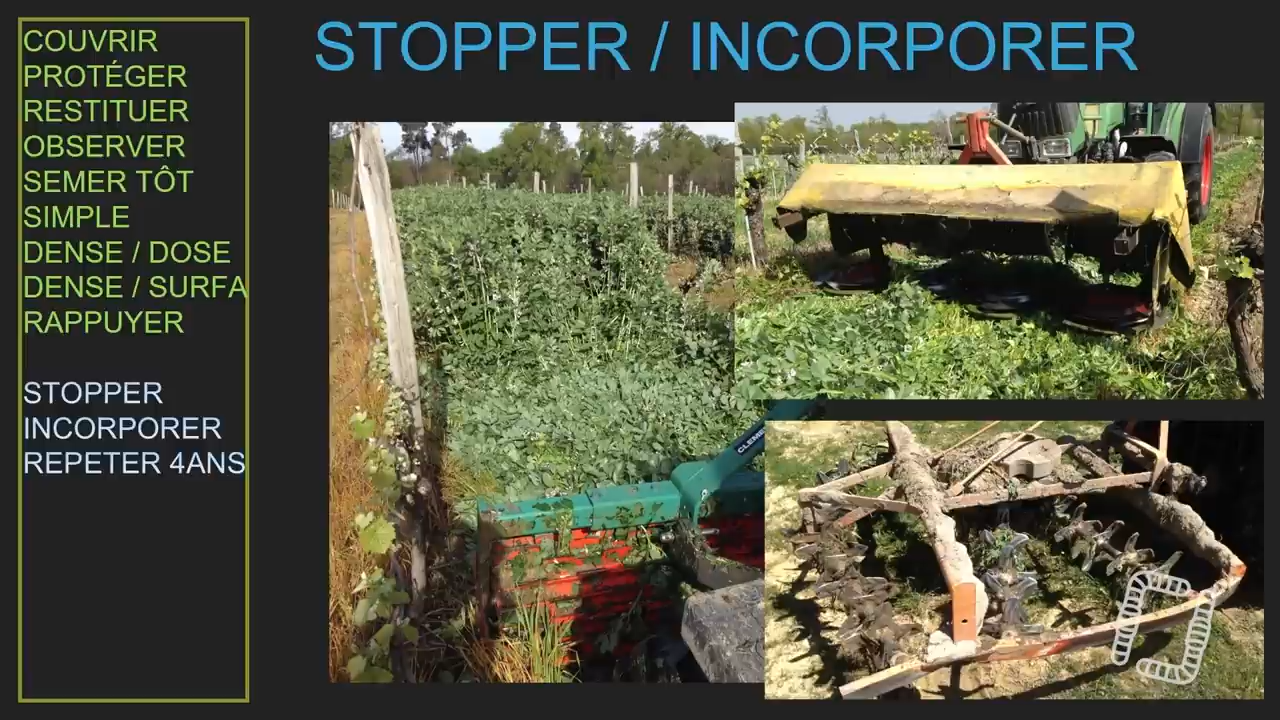 STOPPER / INCORPORER
COUVRIR
PROTÉGER
RESTITUER
OBSERVER
SEMER TÔT
SIMPLE
DENSE / DOSE
DENSE / SURFA
RAPPUYER
STOPPER
INCORPORER
REPETER 4ANS